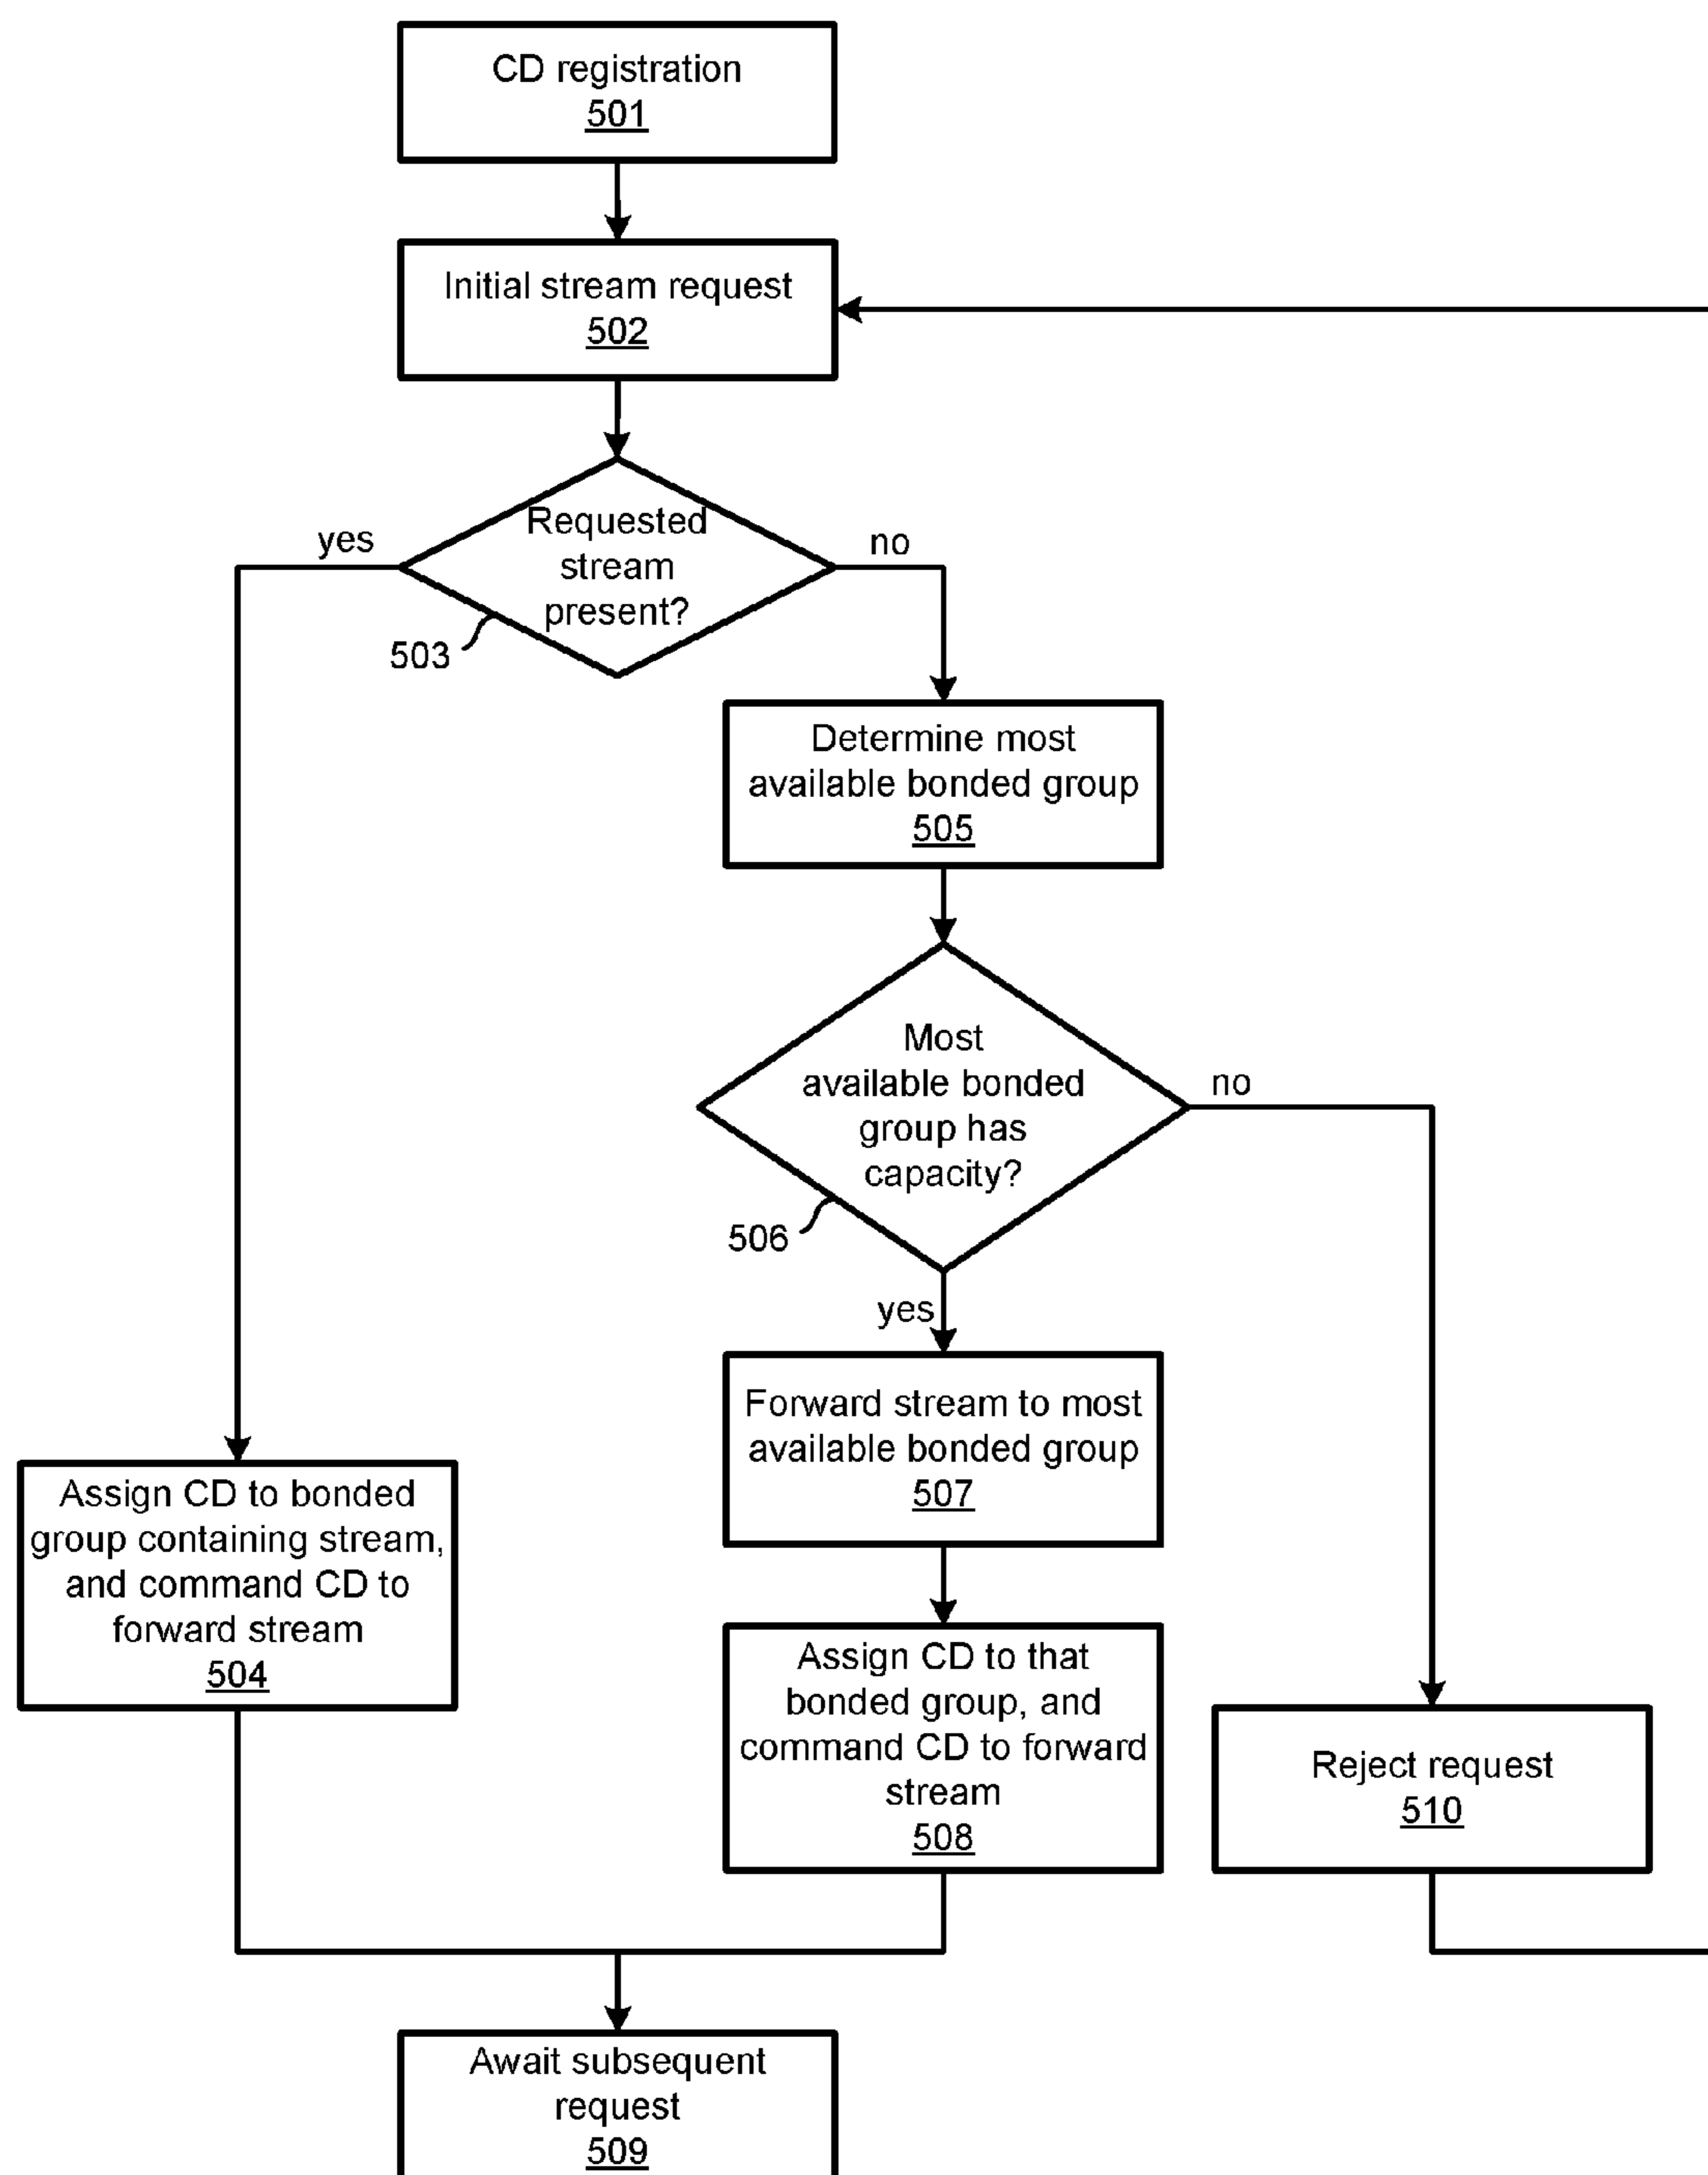 CD registration
501
Initial stream request
502
yes
Requested
stream
present?
no
503
Determine most
available bonded group
505
Most
available bonded
group has
capacity?
no
506
yes
Forward stream to most
available bonded group
507
Assign CD to bonded
group containing stream,
and command CD to
forward stream
504
Assign CD to that
bonded group, and
command CD to forward
stream
508
Reject request
510
Await subsequent
request
509